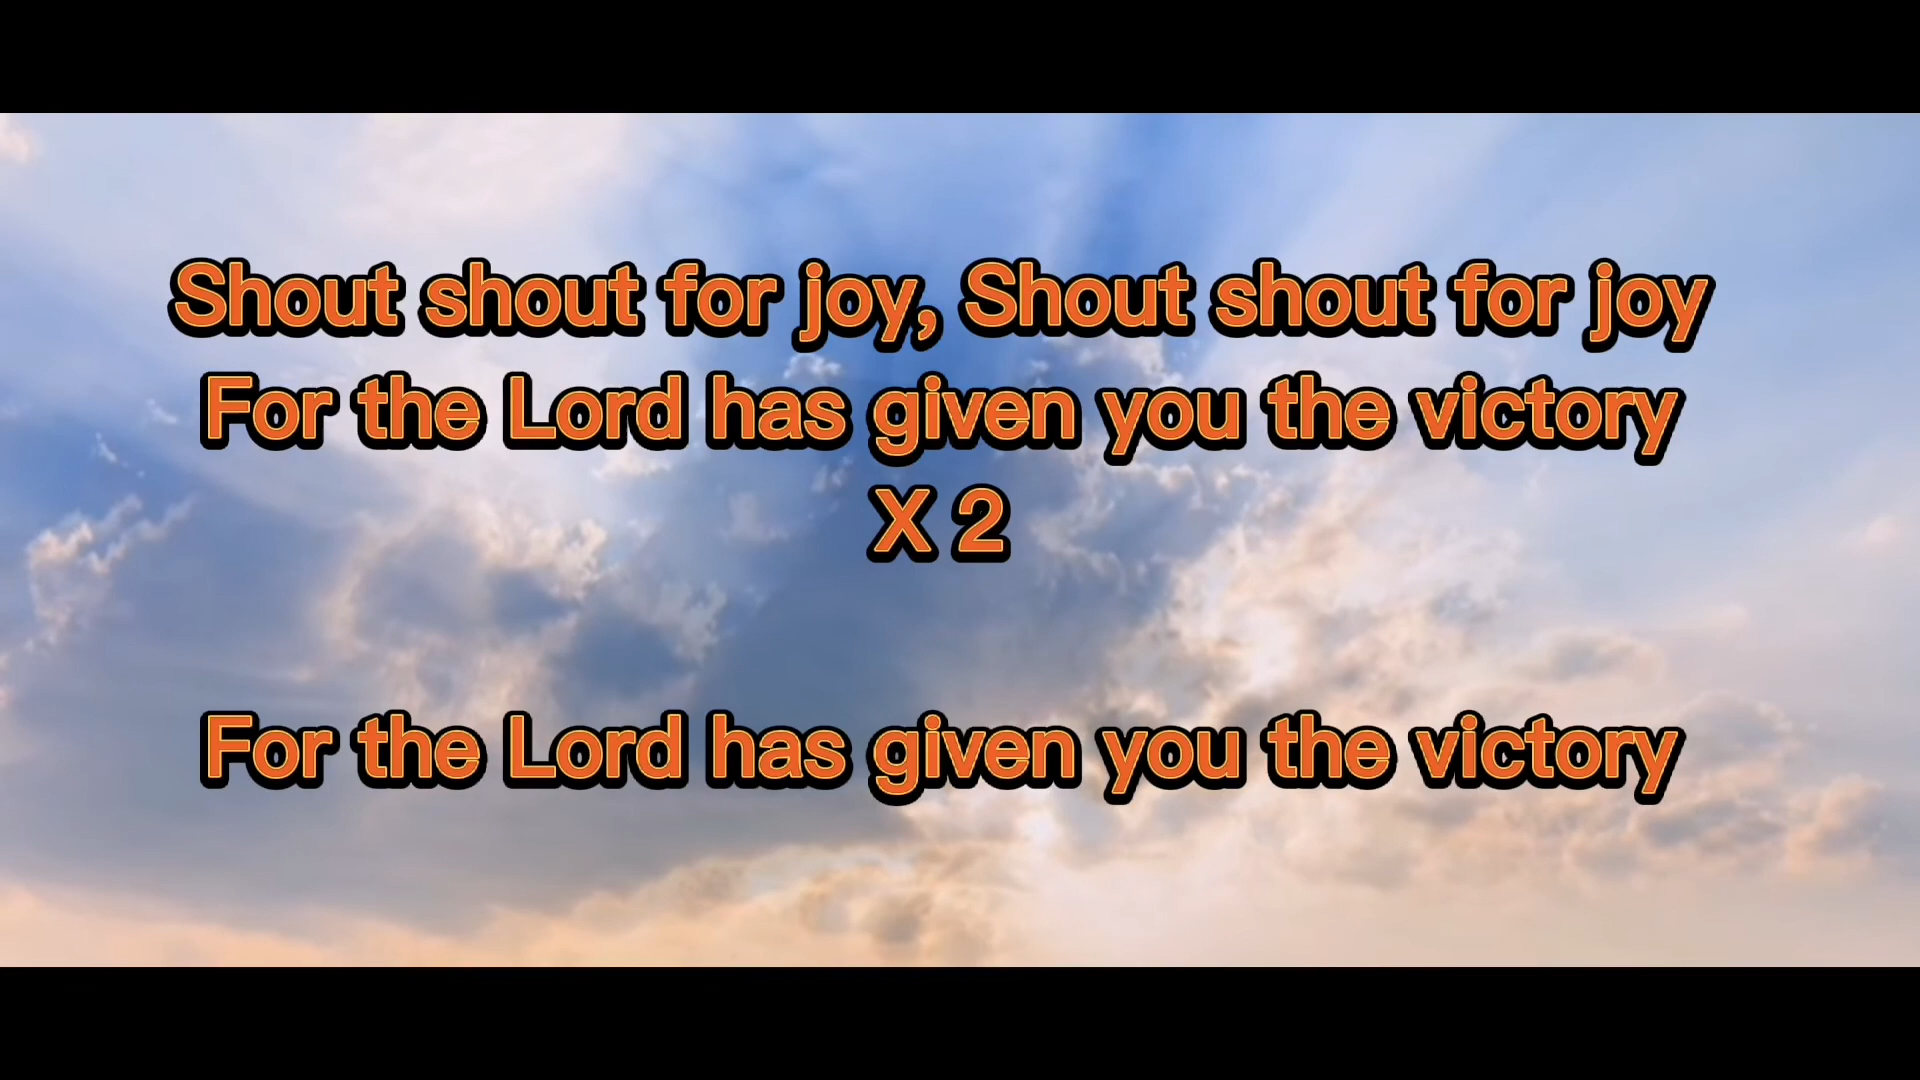 Shout shout for joy, Shout shout for joy
For the Lord has given you the victory
X 2
For the Lord has given you the victory